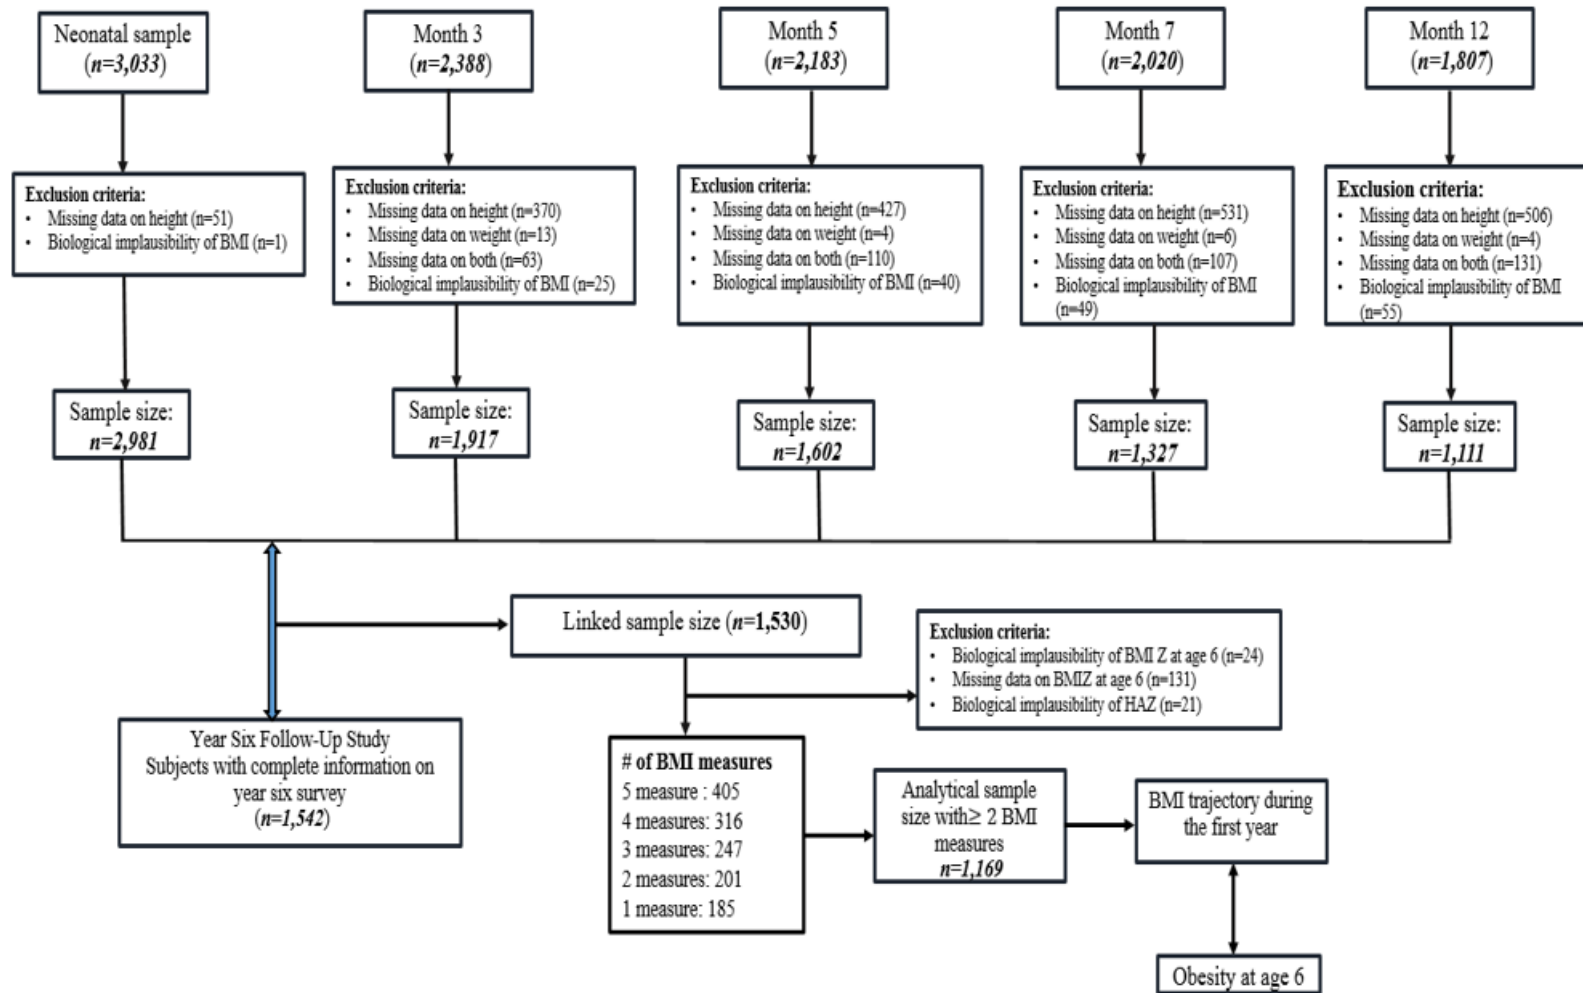 Neonatal sample
(n=3,033)
Month 3
(n=2,388)
Month 5
(n=2,183)
Month 7
(n=2,020)
Month 12
(n=1,807)
Exclusion criteria:
• Missing data on height (n=51)
• Biological implausibility of BMI (n=1)
Exclusion criteria:
• Missing data on height (n=370)
• Missing data on weight (n=13)
• Missing data on both (n=63)
• Biological implausibility of BMI (n=25)
Exclusion criteria:
• Missing data on height (n=427)
• Missing data on weight (n=4)
• Missing data on both (n=110)
• Biological implausibility of BMI (n=40)
Exclusion criteria:
• Missing data on height (n=531)
• Missing data on weight (n=6)
• Missing data on both (n=107)
• Biological implausibility of BMI
(n=49)
Exclusion criteria:
• Missing data on height (n=506)
• Missing data on weight (n=4)
• Missing data on both (n=131)
• Biological implausibility of BMI
(n=55)
Sample size:
n=2,981
Sample size:
n=1,917
Sample size:
n=1,602
Sample size:
n=1,327
Sample size:
n=1,111
Linked sample size (n=1,530)
Exclusion criteria:
• Biological implausibility of BMI Z at age 6 (n=24)
• Missing data on BMIZ at age 6 (n=131)
• Biological implausibility of HAZ (n=21)
Year Six Follow-Up Study
Subjects with complete information on
year six survey
(n=1,542)
# of BMI measures
5 measure : 405
4 measures: 316
3 measures: 247
2 measures: 201
1 measure: 185
Analytical sample
size with≥ 2 BMI
measures
n=1,169
BMI trajectory during
the first year
Obesity at age 6